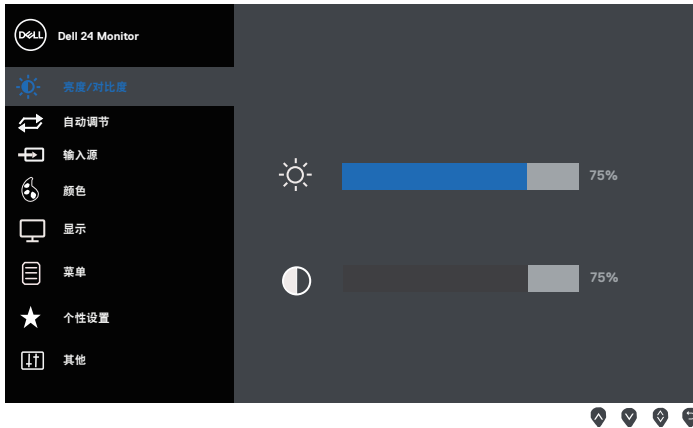 DELL
Dell 24 Monitor
亮度/对比度
自动调节
输入源
颜色
显示
菜单
个性设置
其他
75%
75%